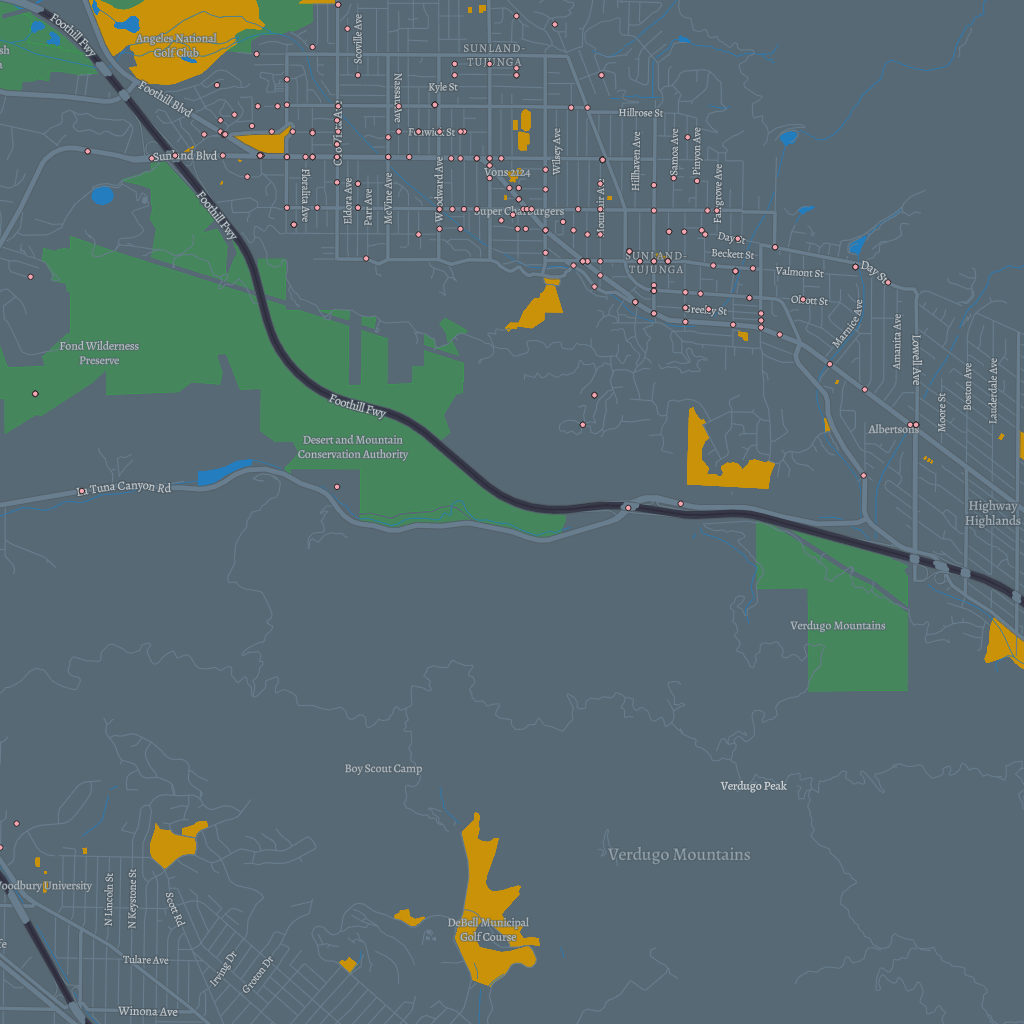 Foothill Fwy
Angeles National
Golf Club
Foothill Blvd
Scoville Ave
SUNLAND-
TUJUNGA
Kyle St
Nassau Ave
Hillrose St
Fenwick St
Sunland Blvd
Wilsey Ave
Hillhaven Ave
Samoa Ave
Pinyon Ave
Floralita Ave
Eldora Ave
Parr Ave
McVine Ave
Woodward Ave
Vons 2124
Super Char Burgers
Mountair Ave
Fairgrove Ave
Foothill Fwy
Day St
Beckett St
SUNLAND-
TUJUNGA
Valmont St
Day St
Olcott St
Greeley St
Marnice Ave
Amanita Ave
Lowell Ave
Fond Wilderness
Preserve
Moore St
Boston Ave
Lauderdale Ave
Foothill Fwy
Albertsons
Desert and Mountain
Conservation Authority
La Tuna Canyon Rd
Highway
Highlands
Verdugo Mountains
Boy Scout Camp
Verdugo Peak
Verdugo Mountains
Woodbury University
N Lincoln St
N Keystone St
Scott Rd
DeBell Municipal
Golf Course
Tulare Ave
Irving Dr
Groton Dr
Winona Ave